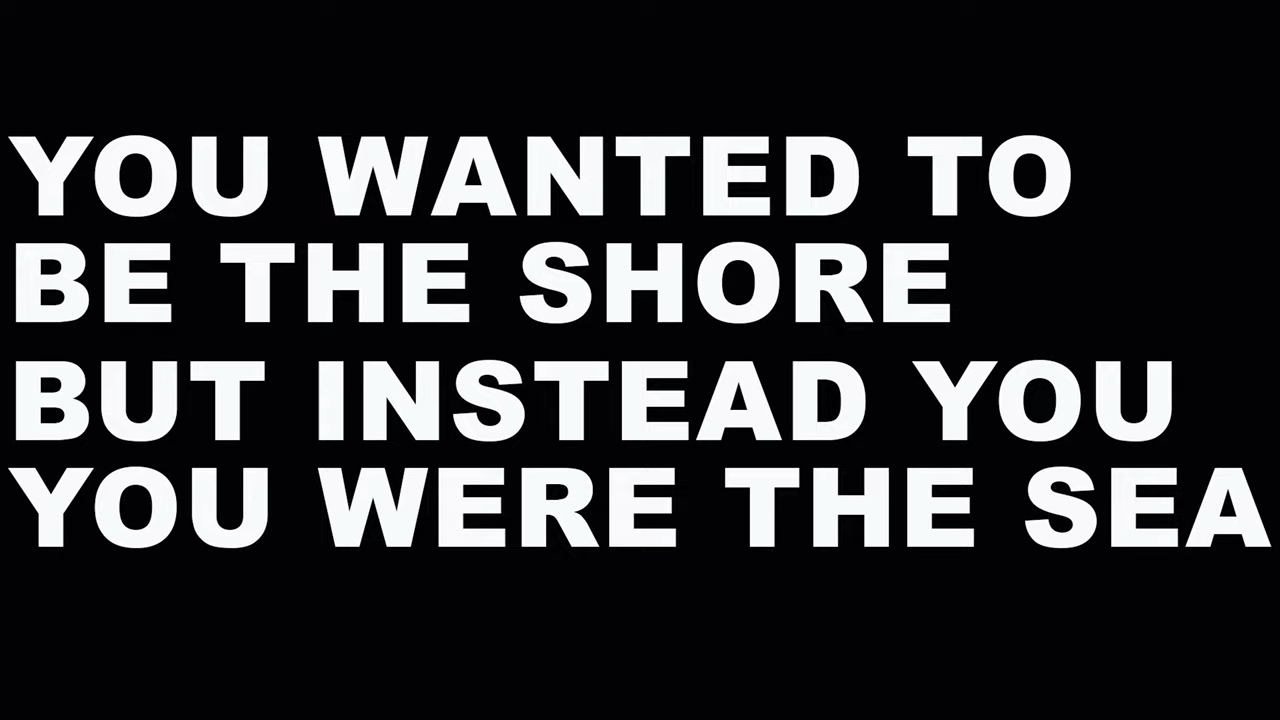 YOU WANTED TO
BE THE SHORE
BUT INSTEAD YOU
YOU WERE THE SEA